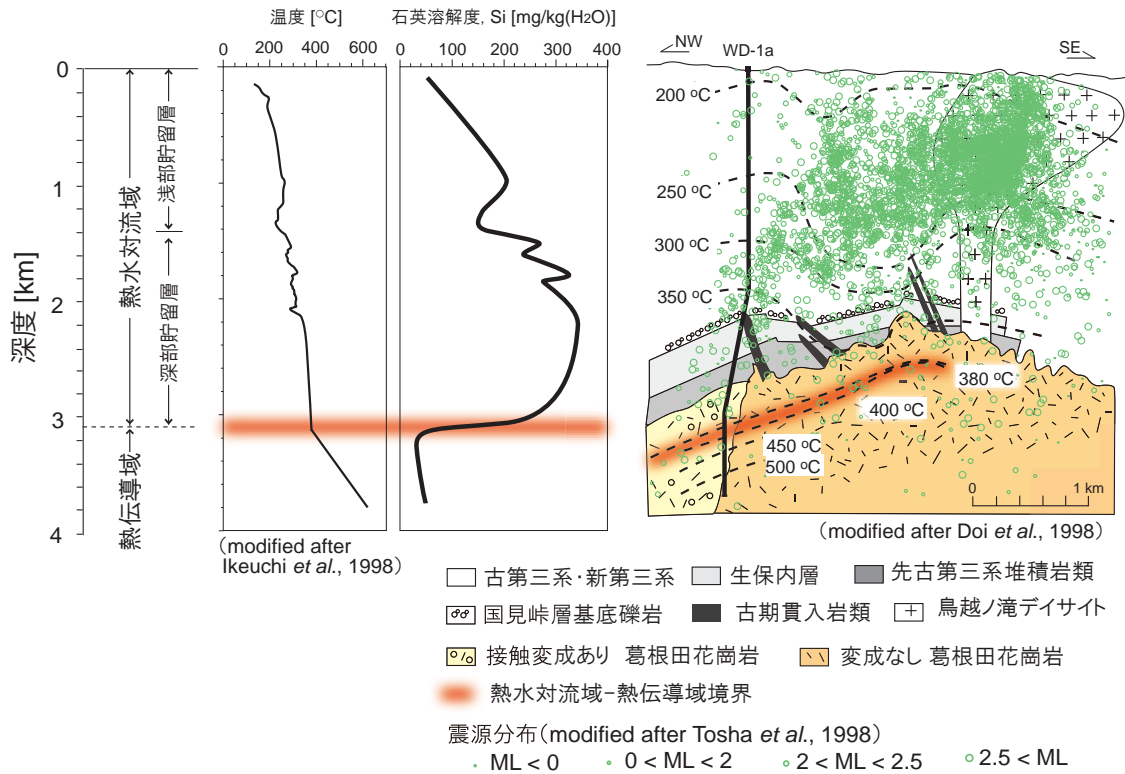 温度 [°C]
0 200 400 600
石英溶解度, Si [mg/kg(H2O)]
0 100 200 300 400
深度 [km]
0
1
2
3
4
熱水対流域
熱伝導域
浅部貯留層
深部貯留層
(modified after
Ikeuchi et al., 1998)
NW
WD-1a
SE
200 °C
250 °C
300 °C
350 °C
380 °C
400 °C
450 °C
500 °C
0 1 km
(modified after Doi et al., 1998)
古第三系・新第三系 生保内層 先古第三系堆積岩類
国見峠層基底礫岩 古期貫入岩類 鳥越ノ滝デイサイト
接触変成あり 葛根田花崗岩 変成なし 葛根田花崗岩
熱水対流域-熱伝導域境界
震源分布(modified after Tosha et al., 1998)
ML < 0 0 < ML < 2 2 < ML < 2.5 2.5 < ML